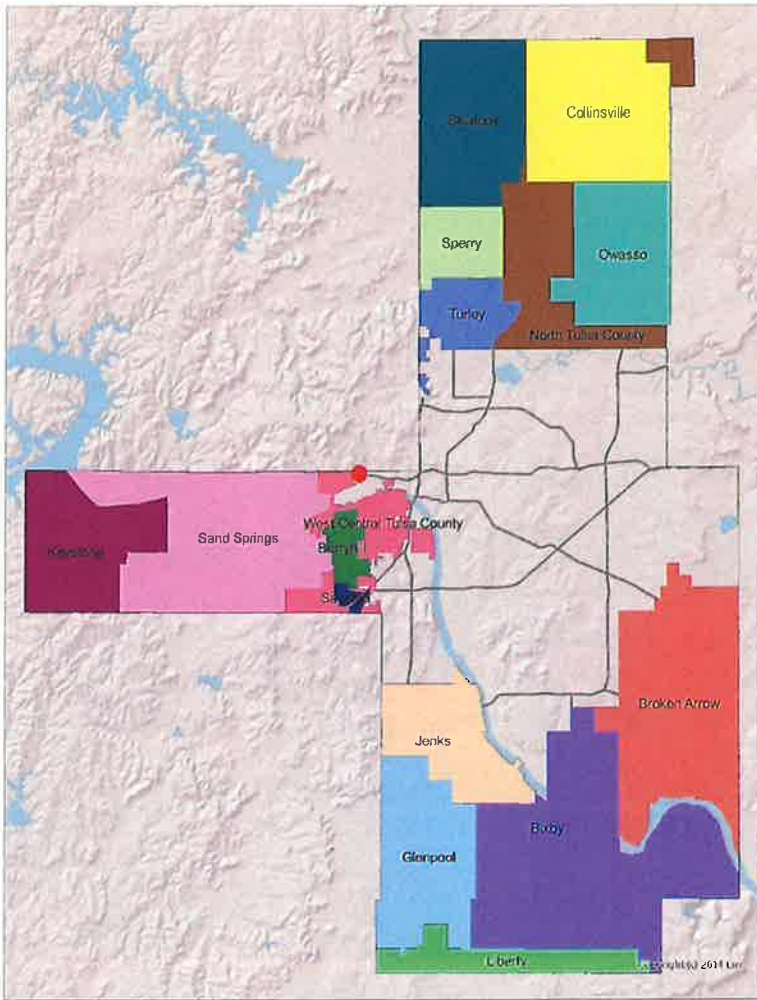 Collinsville
Sperry
Owasso
Turley
North Tulsa County
West Central Tulsa County
Sand Springs
Keystone
Broken Arrow
Jenks
Bixby
Glenpool
Liberty